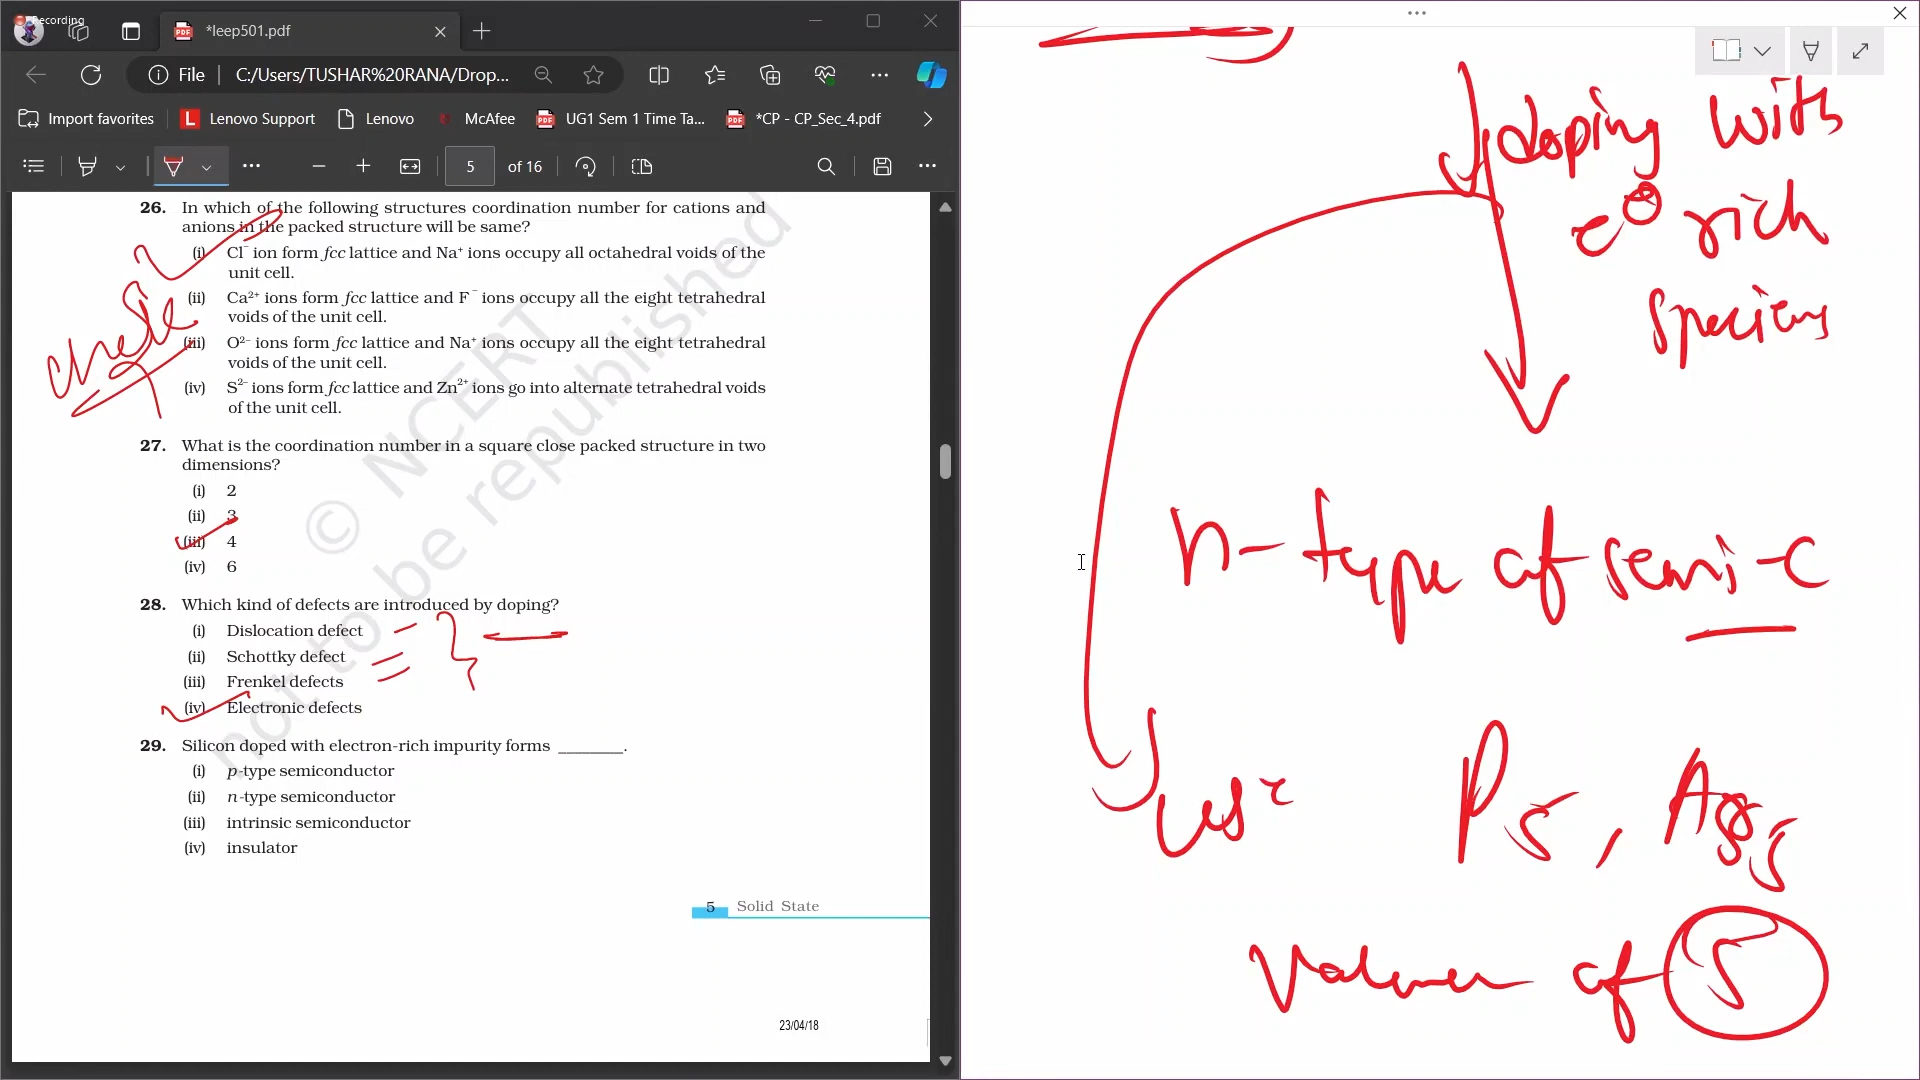 Recording
*leep501.pdf
File C:/Users/TUSHAR%20RANA/Drop...
Import favorites Lenovo Support Lenovo McAfee UG1 Sem 1 Time Ta... *CP - CP_Sec_4.pdf
5 of 16
26. In which of the following structures coordination number for cations and
anions in the packed structure will be same?
(i) Cl⁻ ion form fcc lattice and Na⁺ ions occupy all octahedral voids of the
unit cell.
(ii) Ca²⁺ ions form fcc lattice and F⁻ ions occupy all the eight tetrahedral
voids of the unit cell.
(iii) O²⁻ ions form fcc lattice and Na⁺ ions occupy all the eight tetrahedral
voids of the unit cell.
(iv) S²⁻ ions form fcc lattice and Zn²⁺ ions go into alternate tetrahedral voids
of the unit cell.
27. What is the coordination number in a square close packed structure in two
dimensions?
(i) 2
(ii) 3
(iii) 4
(iv) 6
28. Which kind of defects are introduced by doping?
(i) Dislocation defect
(ii) Schottky defect
(iii) Frenkel defects
(iv) Electronic defects
29. Silicon doped with electron-rich impurity forms ________.
(i) p-type semiconductor
(ii) n-type semiconductor
(iii) intrinsic semiconductor
(iv) insulator
5 Solid State
23/04/18
© NCERT
not to be republished
doping with
e⊖ rich
n-type of semi-c
P5, As5
of 5